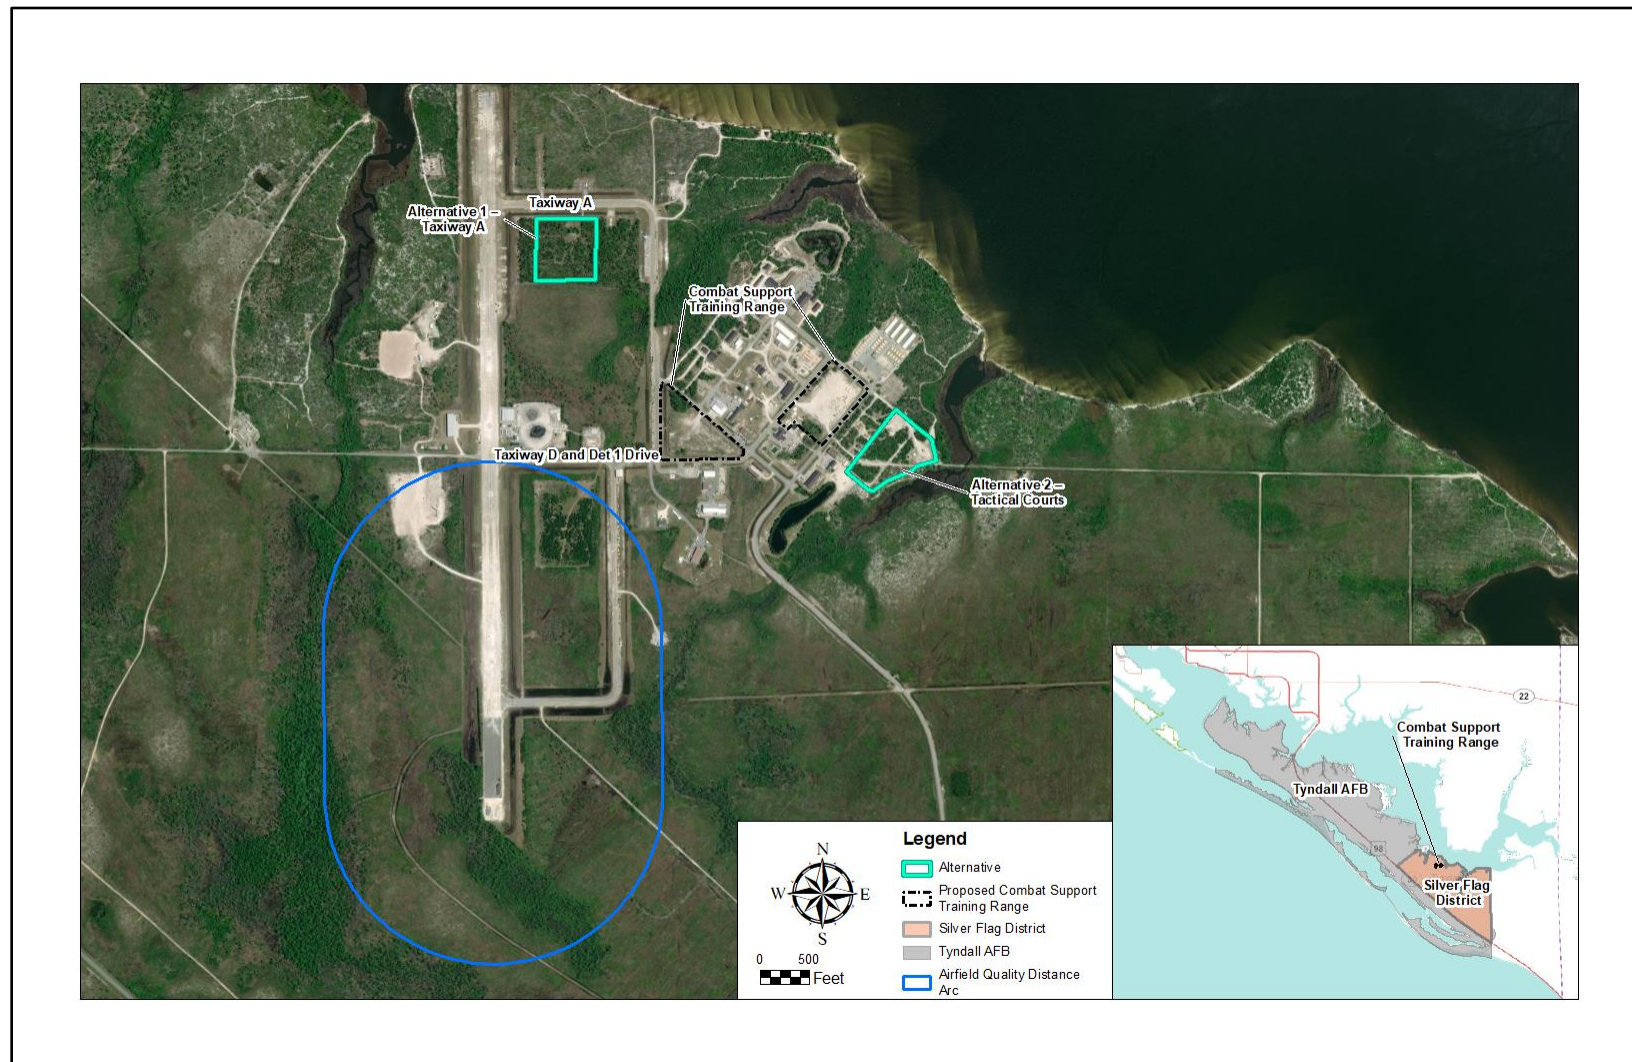 Taxiway A
Alternative 1 –
Taxiway A
Combat Support
Training Range
Taxiway D and Det 1 Drive
Alternative 2 –
Tactical Courts
22
Combat Support
Training Range
Tyndall AFB
98
Silver Flag
District
N
W
E
S
0 500
Feet
Legend
Alternative
Proposed Combat Support
Training Range
Silver Flag District
Tyndall AFB
Airfield Quality Distance
Arc